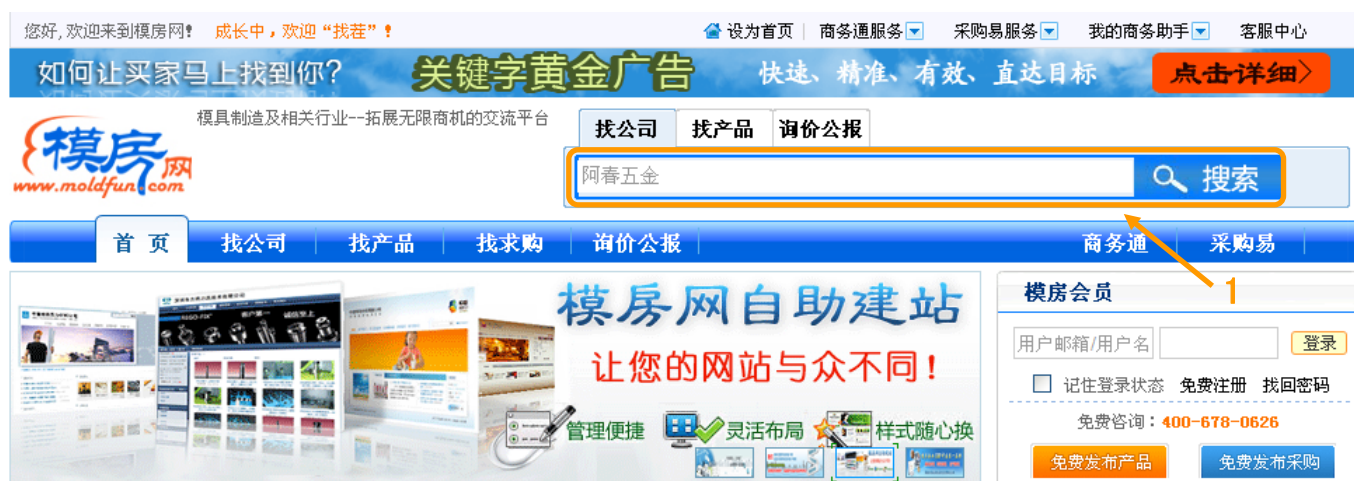 您好,欢迎来到模房网! 成长中,欢迎“找茬”!
设为首页 商务通服务 采购易服务 我的商务助手 客服中心
如何让买家马上找到你? 关键字黄金广告 快速、精准、有效、直达目标 点击详细>
模房网
www.moldfun.com
模具制造及相关行业--拓展无限商机的交流平台
找公司 找产品 询价公报
阿春五金 搜索
首页 找公司 找产品 找求购 询价公报 商务通 采购易
1
模房网自助建站
让您的网站与众不同!
管理便捷 灵活布局 样式随心换
模房会员
用户邮箱/用户名 登录
记住登录状态 免费注册 找回密码
免费咨询:400-678-0626
免费发布产品 免费发布采购